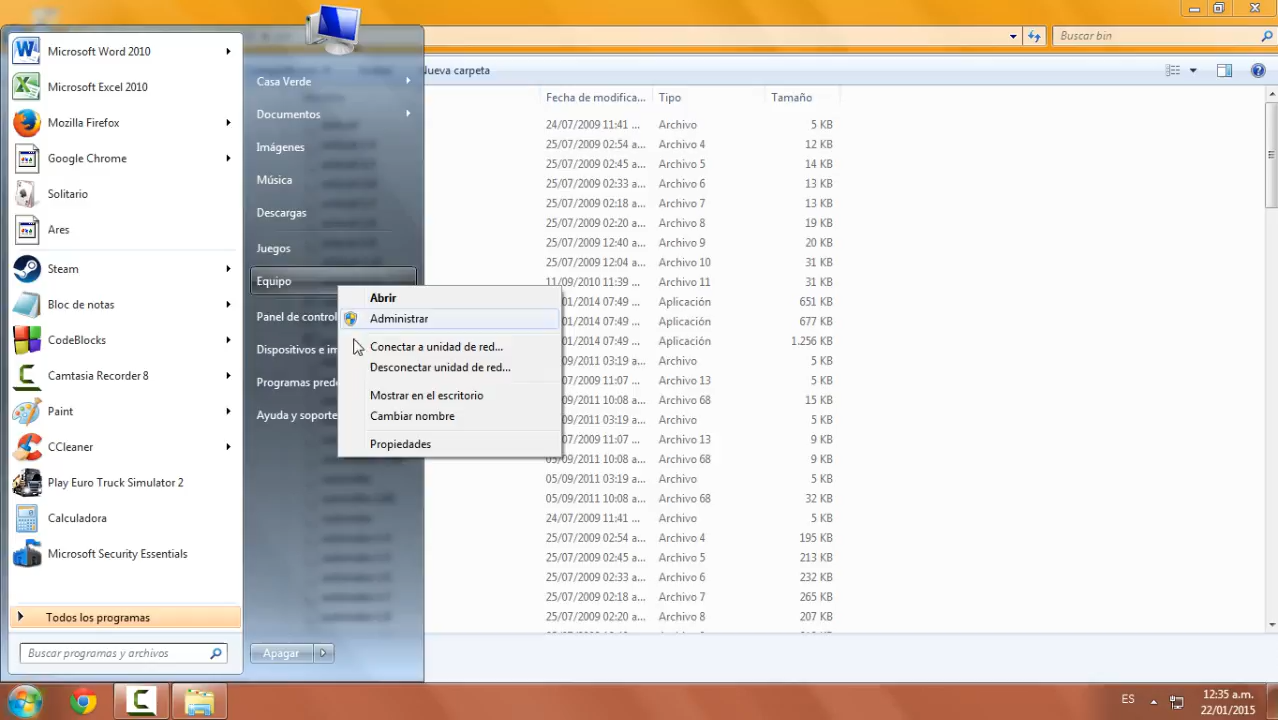 Buscar bin
Nueva carpeta
Fecha de modifica... Tipo Tamaño
24/07/2009 11:41 ... Archivo 5 KB
25/07/2009 02:54 a... Archivo 4 12 KB
25/07/2009 02:45 a... Archivo 5 14 KB
25/07/2009 02:33 a... Archivo 6 13 KB
25/07/2009 02:18 a... Archivo 7 13 KB
25/07/2009 02:20 a... Archivo 8 19 KB
25/07/2009 12:40 a... Archivo 9 20 KB
25/07/2009 12:04 a... Archivo 10 31 KB
11/09/2010 11:39 ... Archivo 11 31 KB
01/2014 07:49 ... Aplicación 651 KB
01/2014 07:49 ... Aplicación 677 KB
01/2014 07:49 ... Aplicación 1.256 KB
09/2011 03:19 a... Archivo 5 KB
09/2011 11:07 ... Archivo 13 9 KB
09/2011 10:08 a... Archivo 68 15 KB
09/2011 03:19 a... Archivo 5 KB
09/2011 11:07 ... Archivo 13 9 KB
05/09/2011 10:08 a... Archivo 68 9 KB
05/09/2011 03:19 a... Archivo 5 KB
05/09/2011 10:08 a... Archivo 68 32 KB
24/07/2009 11:41 ... Archivo 5 KB
25/07/2009 02:54 a... Archivo 4 195 KB
25/07/2009 02:45 a... Archivo 5 213 KB
25/07/2009 02:33 a... Archivo 6 232 KB
25/07/2009 02:18 a... Archivo 7 265 KB
25/07/2009 02:20 a... Archivo 8 207 KB
Microsoft Word 2010
Microsoft Excel 2010
Mozilla Firefox
Google Chrome
Solitario
Ares
Steam
Bloc de notas
CodeBlocks
Camtasia Recorder 8
Paint
CCleaner
Play Euro Truck Simulator 2
Calculadora
Microsoft Security Essentials
Todos los programas
Buscar programas y archivos
Casa Verde
Documentos
Imágenes
Música
Descargas
Juegos
Equipo
Panel de control
Dispositivos e im
Programas prede
Ayuda y soporte
Apagar
Abrir
Administrar
Conectar a unidad de red...
Desconectar unidad de red...
Mostrar en el escritorio
Cambiar nombre
Propiedades
ES
12:35 a.m.
22/01/2015